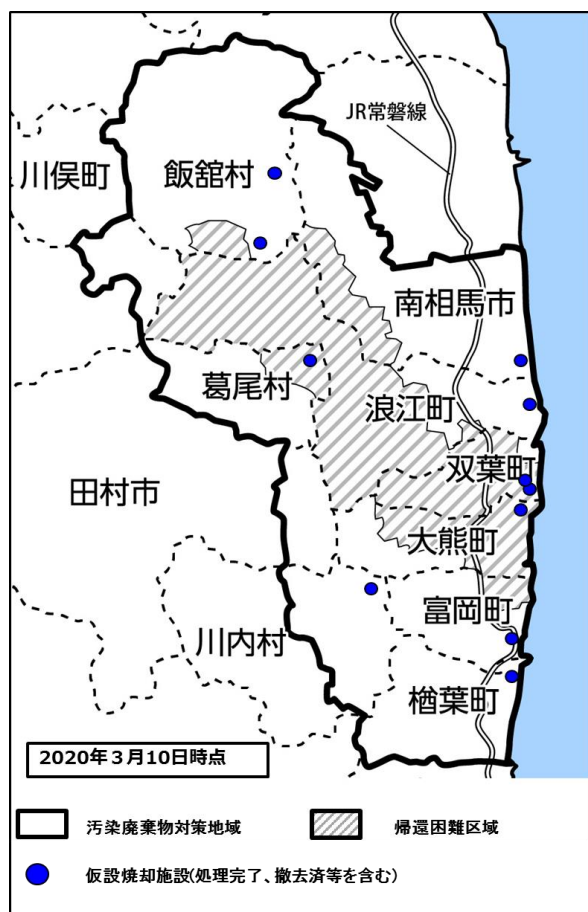 JR常磐線
川俣町
飯舘村
南相馬市
葛尾村
浪江町
双葉町
田村市
大熊町
富岡町
川内村
楢葉町
2020年３月10日時点
汚染廃棄物対策地域
帰還困難区域
仮設焼却施設(処理完了、撤去済等を含む)